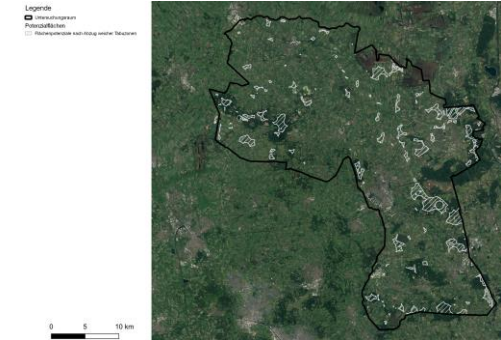 Legende
Untersuchungsraum
Potenzialflächen
Flächenpotenziale nach Abzug weicher Tabuzonen
0 5 10 km